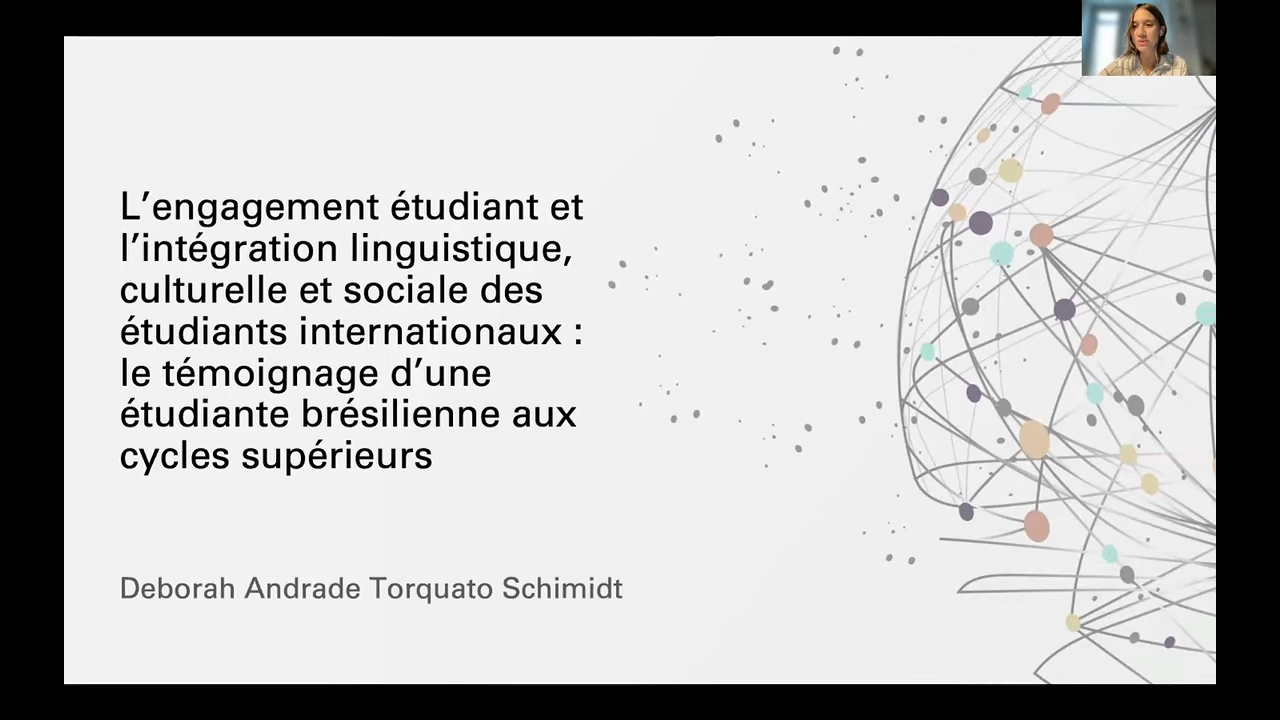 L’engagement étudiant et
l’intégration linguistique,
culturelle et sociale des
étudiants internationaux :
le témoignage d’une
étudiante brésilienne aux
cycles supérieurs
Deborah Andrade Torquato Schimidt